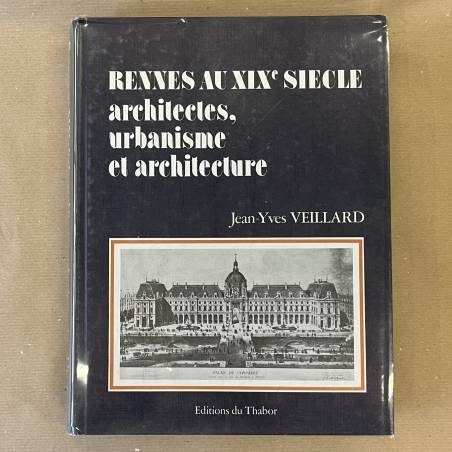 RENNES AU XIXe SIECLE
architectes,
urbanisme
et architecture
Jean-Yves VEILLARD
PALAIS DU COMMERCE
Editions du Thabor